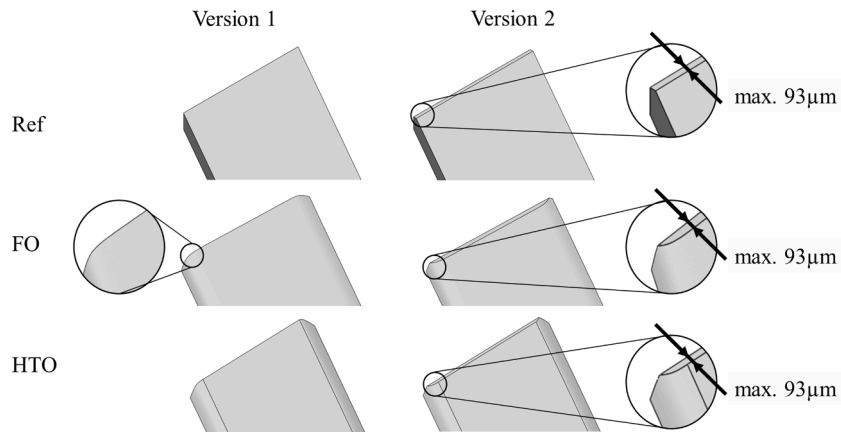 Version 1
Version 2
Ref
max. 93µm
FO
max. 93µm
HTO
max. 93µm